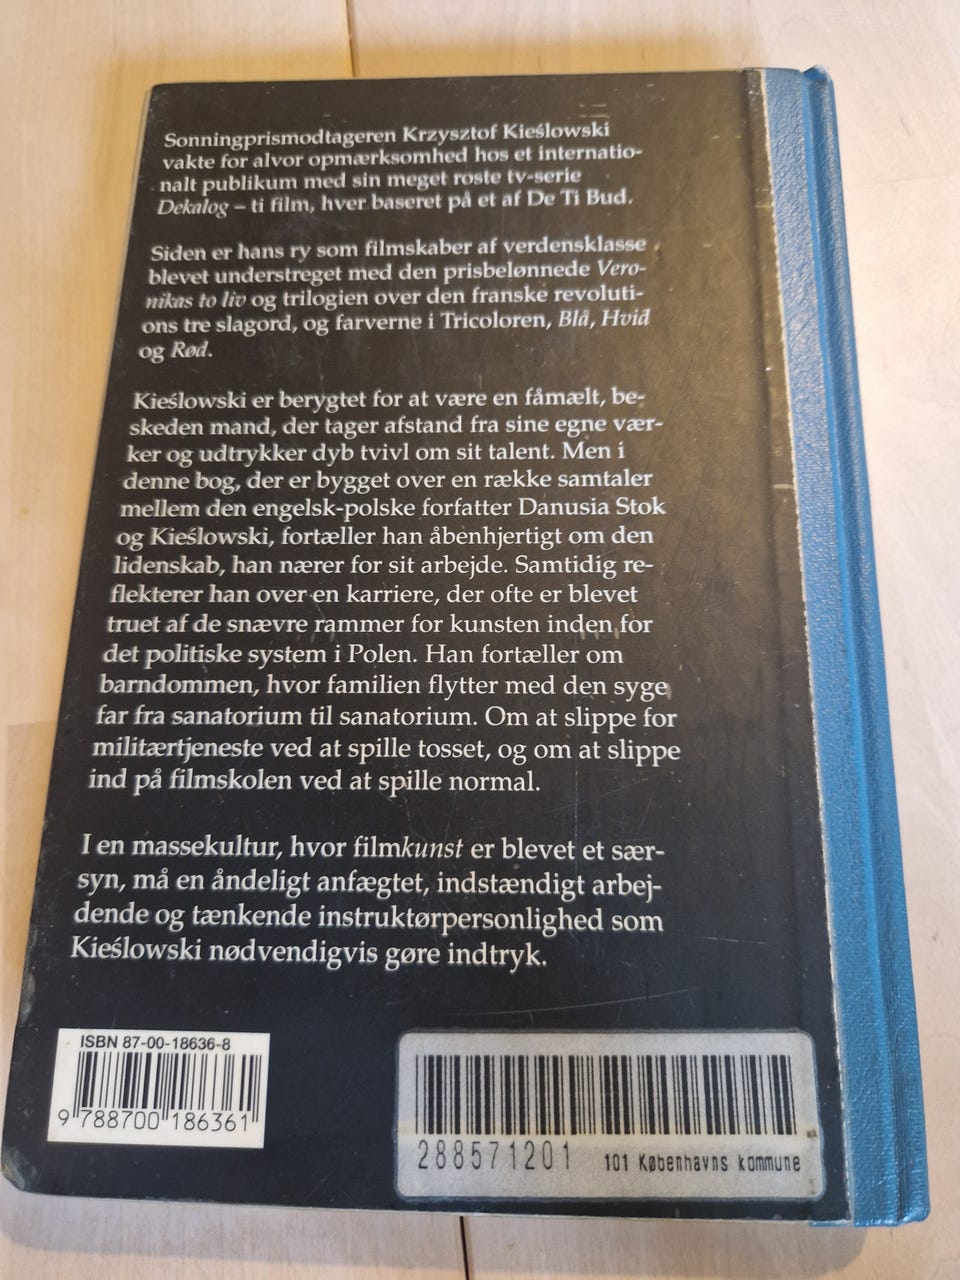 Sonningprismodtageren Krzysztof Kieślowski
vakte for alvor opmærksomhed hos et internatio-
nalt publikum med sin meget roste tv-serie
Dekalog – ti film, hver baseret på et af De Ti Bud.
Siden er hans ry som filmskaber af verdensklasse
blevet understreget med den prisbelønnede Vero-
nikas to liv og trilogien over den franske revoluti-
ons tre slagord, og farverne i Tricoloren, Blå, Hvid
og Rød.
Kieślowski er berygtet for at være en fåmælt, be-
skeden mand, der tager afstand fra sine egne vær-
ker og udtrykker dyb tvivl om sit talent. Men i
denne bog, der er bygget over en række samtaler
mellem den engelsk-polske forfatter Danusia Stok
og Kieślowski, fortæller han åbenhjertigt om den
lidenskab, han nærer for sit arbejde. Samtidig re-
flekterer han over en karriere, der ofte er blevet
truet af de snævre rammer for kunsten inden for
det politiske system i Polen. Han fortæller om
barndommen, hvor familien flytter med den syge
far fra sanatorium til sanatorium. Om at slippe for
militærtjeneste ved at spille tosset, og om at slippe
ind på filmskolen ved at spille normal.
I en massekultur, hvor filmkunst er blevet et sær-
syn, må en åndeligt anfægtet, indstændigt arbej-
dende og tænkende instruktørpersonlighed som
Kieślowski nødvendigvis gøre indtryk.
ISBN 87-00-18636-8
9 788700 186361
288571201 101 Københavns kommune